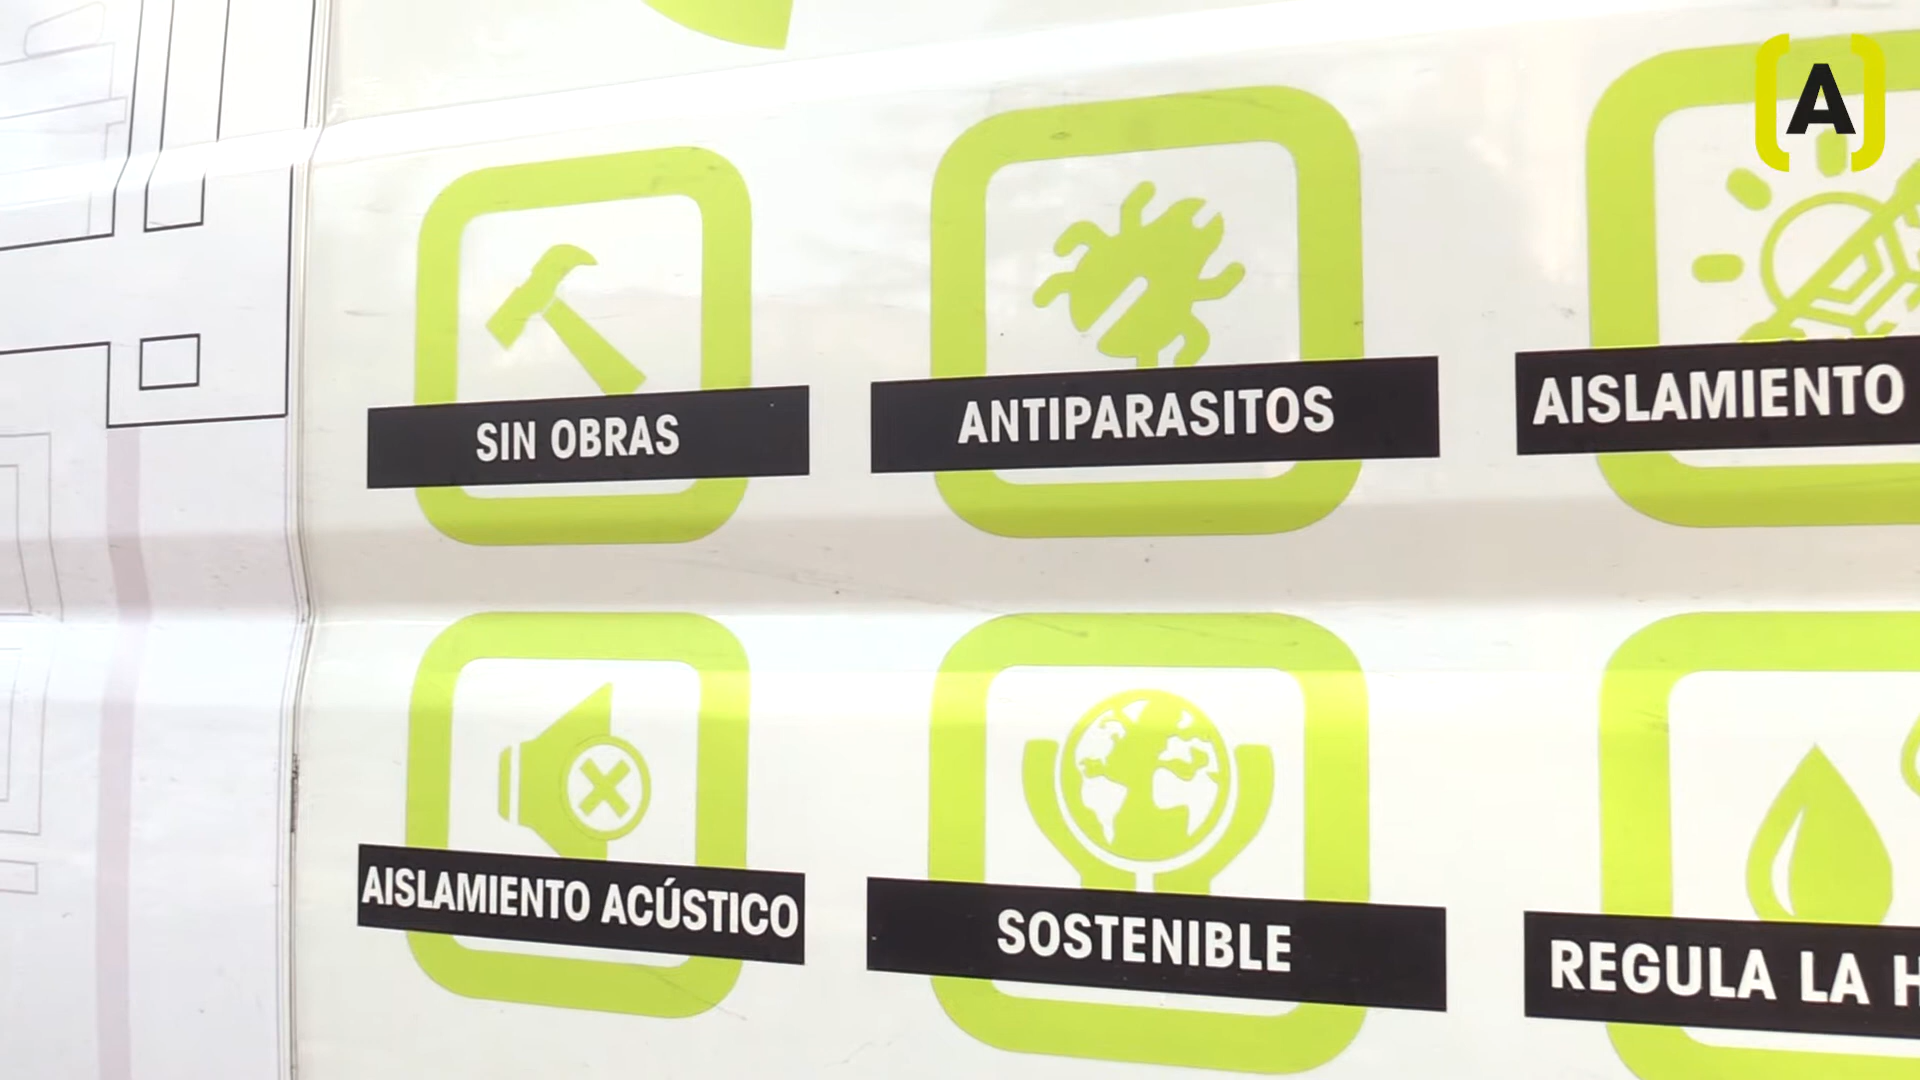 [A]
SIN OBRAS
ANTIPARASITOS
AISLAMIENTO
AISLAMIENTO ACÚSTICO
SOSTENIBLE
REGULA LA